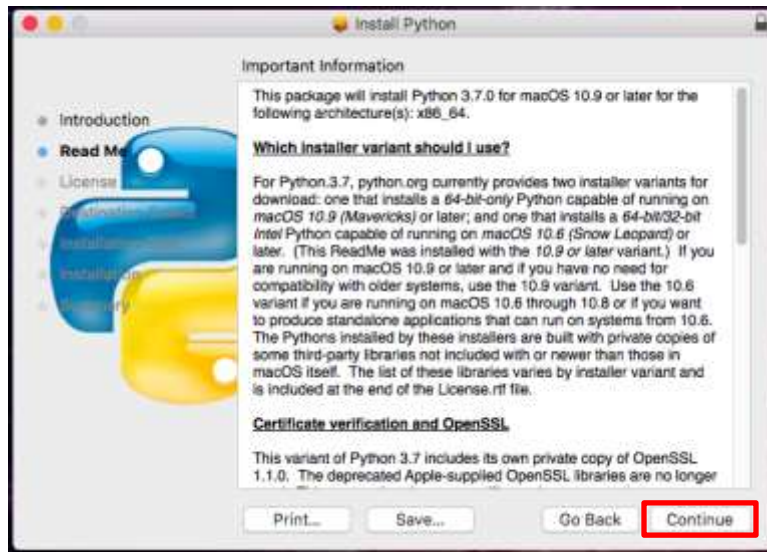 Install Python
Important Information
Introduction
Read Me
License
Installation
This package will install Python 3.7.0 for macOS 10.9 or later for the
following architecture(s): x86_64.
Which installer variant should I use?
For Python.3.7, python.org currently provides two installer variants for
download: one that installs a 64-bit-only Python capable of running on
macOS 10.9 (Mavericks) or later; and one that installs a 64-bit/32-bit
Intel Python capable of running on macOS 10.6 (Snow Leopard) or
later. (This ReadMe was installed with the 10.9 or later variant.) If you
are running on macOS 10.9 or later and if you have no need for
compatibility with older systems, use the 10.9 variant. Use the 10.6
variant if you are running on macOS 10.6 through 10.8 or if you want
to produce standalone applications that can run on systems from 10.6.
The Pythons installed by these installers are built with private copies of
some third-party libraries not included with or newer than those in
macOS itself. The list of these libraries varies by installer variant and
is included at the end of the License.rtf file.
Certificate verification and OpenSSL
This variant of Python 3.7 includes its own private copy of OpenSSL
1.1.0. The deprecated Apple-supplied OpenSSL libraries are no longer
Print...
Save...
Go Back
Continue